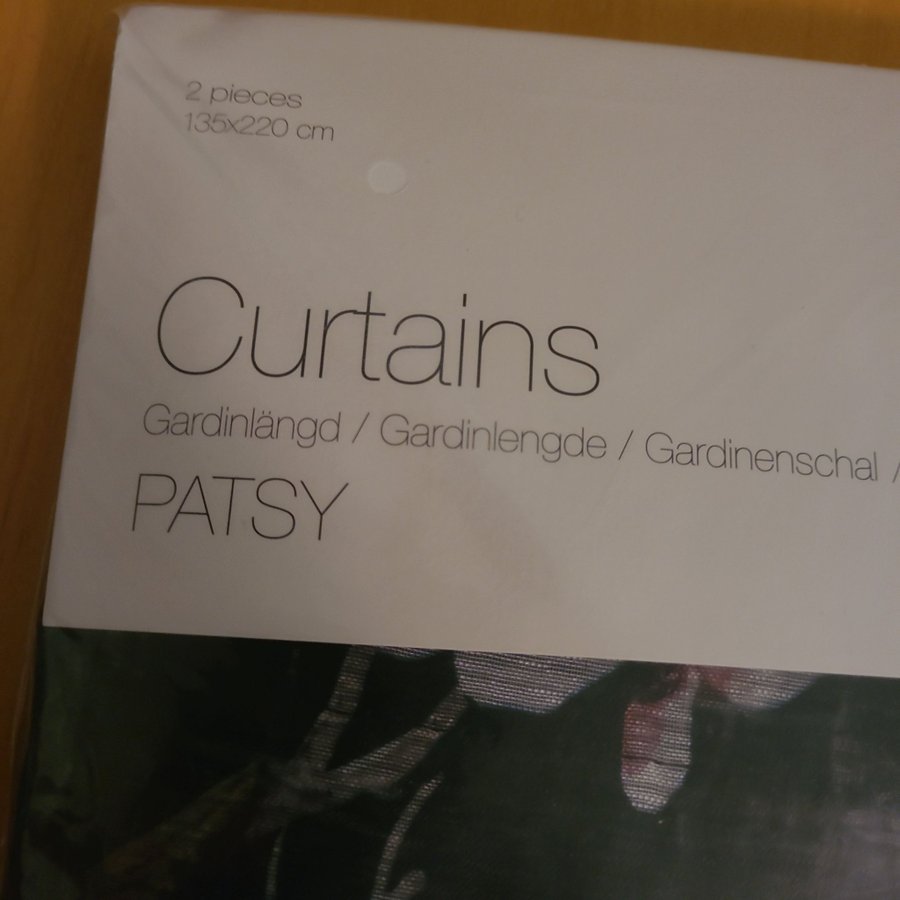 2 pieces
135x220 cm
Curtains
Gardinlängd / Gardinlengde / Gardinenschal /
PATSY